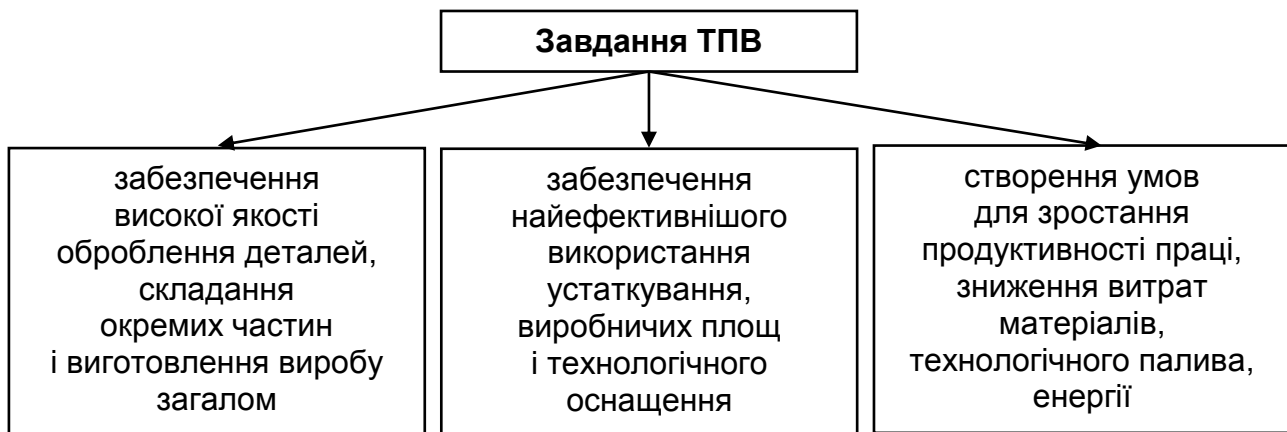 Завдання ТПВ
забезпечення
високої якості
оброблення деталей,
складання
окремих частин
і виготовлення виробу
загалом
забезпечення
найефективнішого
використання
устаткування,
виробничих площ
і технологічного
оснащення
створення умов
для зростання
продуктивності праці,
зниження витрат
матеріалів,
технологічного палива,
енергії